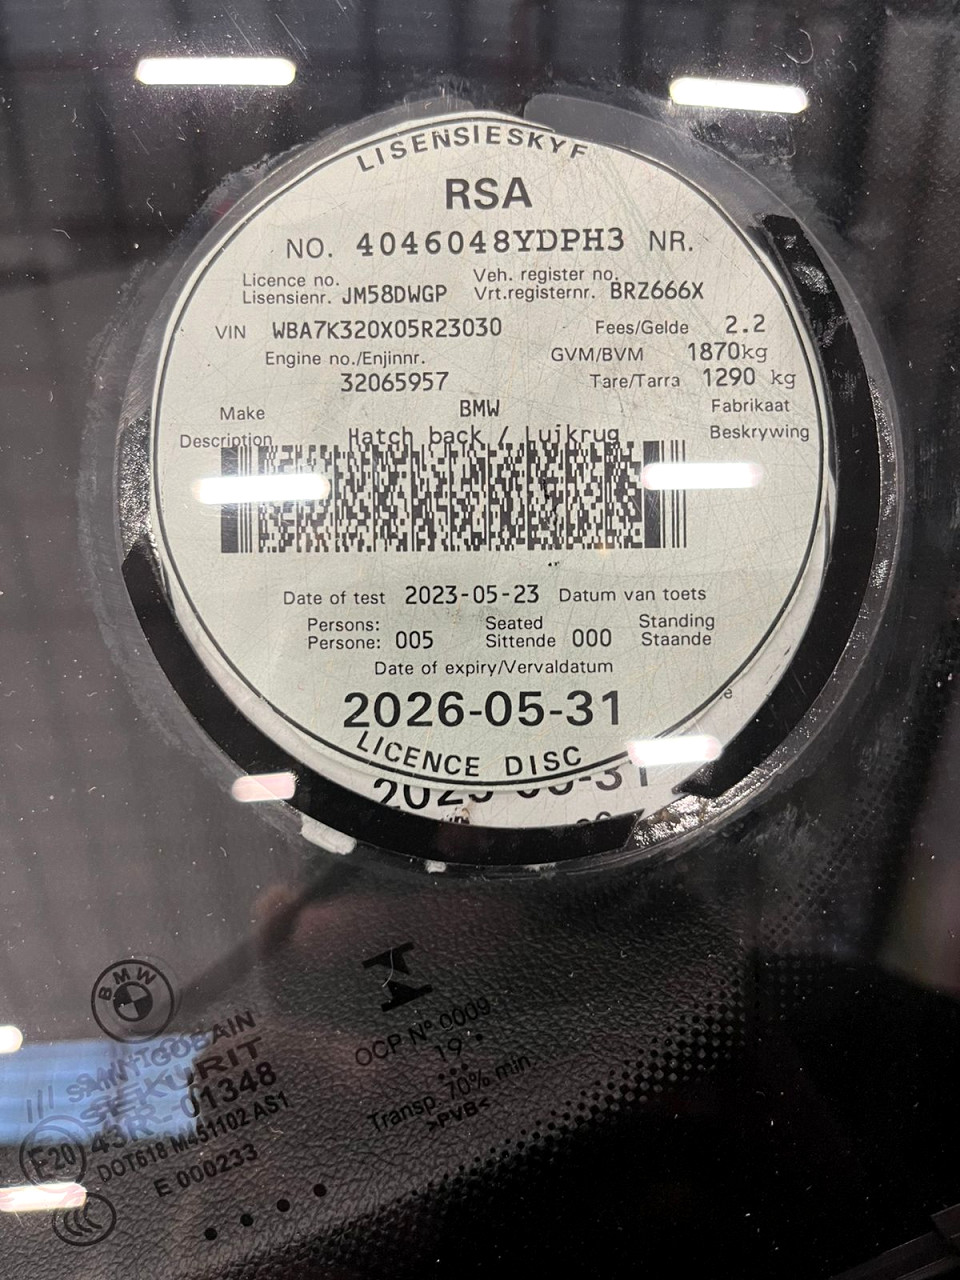 LISENSIESKYF
RSA
NO. 4046048YDPH3 NR.
Licence no. Veh. register no.
Lisensienr. JM58DWGP Vrt.registernr. BRZ666X
VIN WBA7K320X05R23030 Fees/Gelde 2.2
Engine no./Enjinnr. GVM/BVM 1870kg
32065957 Tare/Tarra 1290 kg
Make BMW Fabrikaat
Description Hatch back / Luikrug Beskrywing
Date of test 2023-05-23 Datum van toets
Persons: Seated Standing
Persone: 005 Sittende 000 Staande
Date of expiry/Vervaldatum
2026-05-31
LICENCE DISC
BMW
SAINT-GOBAIN
SEKURIT
43R-01348
E20
DOT618 M451102 AS1
E 000233
CCC
OCP N° 0009
19
Transp. 70% min.
>PVB<